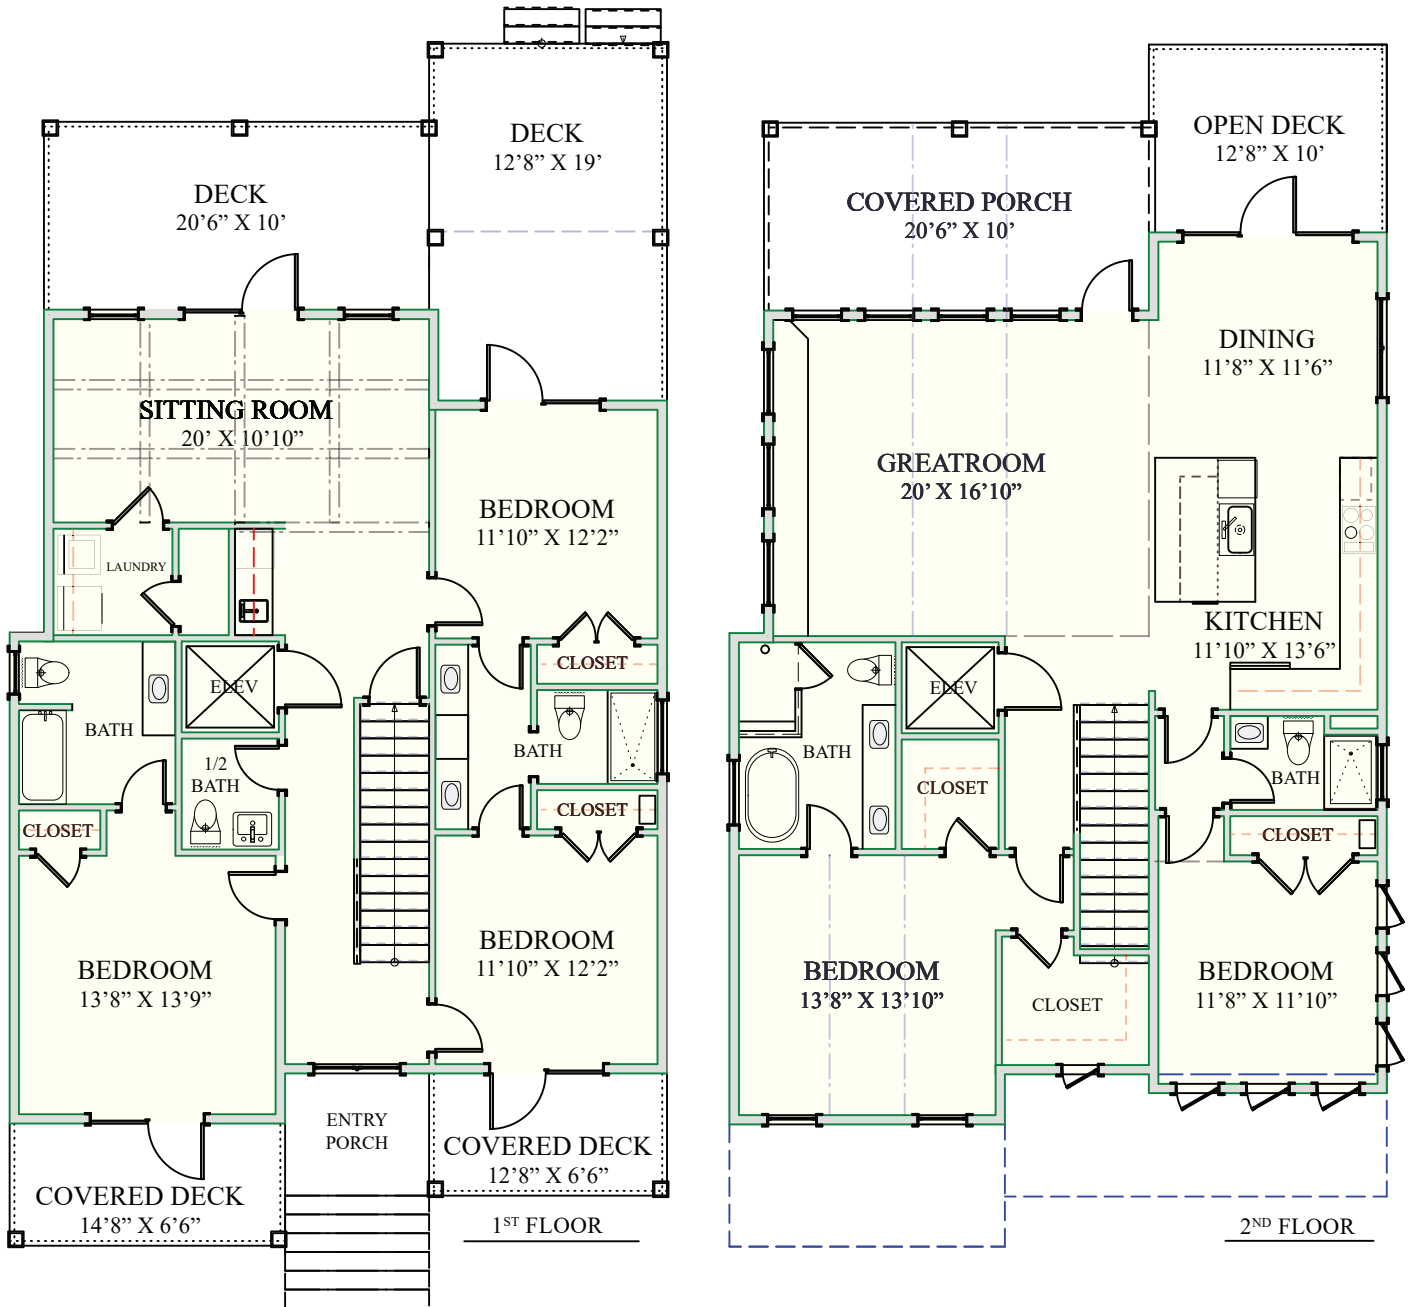 DECK
12’8” X 19’
DECK
20’6” X 10’
SITTING ROOM
20’ X 10’10”
BEDROOM
11’10” X 12’2”
LAUNDRY
CLOSET
ELEV
BATH
BATH
1/2
BATH
CLOSET
CLOSET
BEDROOM
11’10” X 12’2”
BEDROOM
13’8” X 13’9”
ENTRY
PORCH
COVERED DECK
12’8” X 6’6”
COVERED DECK
14’8” X 6’6”
1ST FLOOR
OPEN DECK
12’8” X 10’
COVERED PORCH
20’6” X 10’
DINING
11’8” X 11’6”
GREATROOM
20’ X 16’10”
KITCHEN
11’10” X 13’6”
ELEV
BATH
BATH
CLOSET
CLOSET
BEDROOM
13’8” X 13’10”
BEDROOM
11’8” X 11’10”
CLOSET
2ND FLOOR